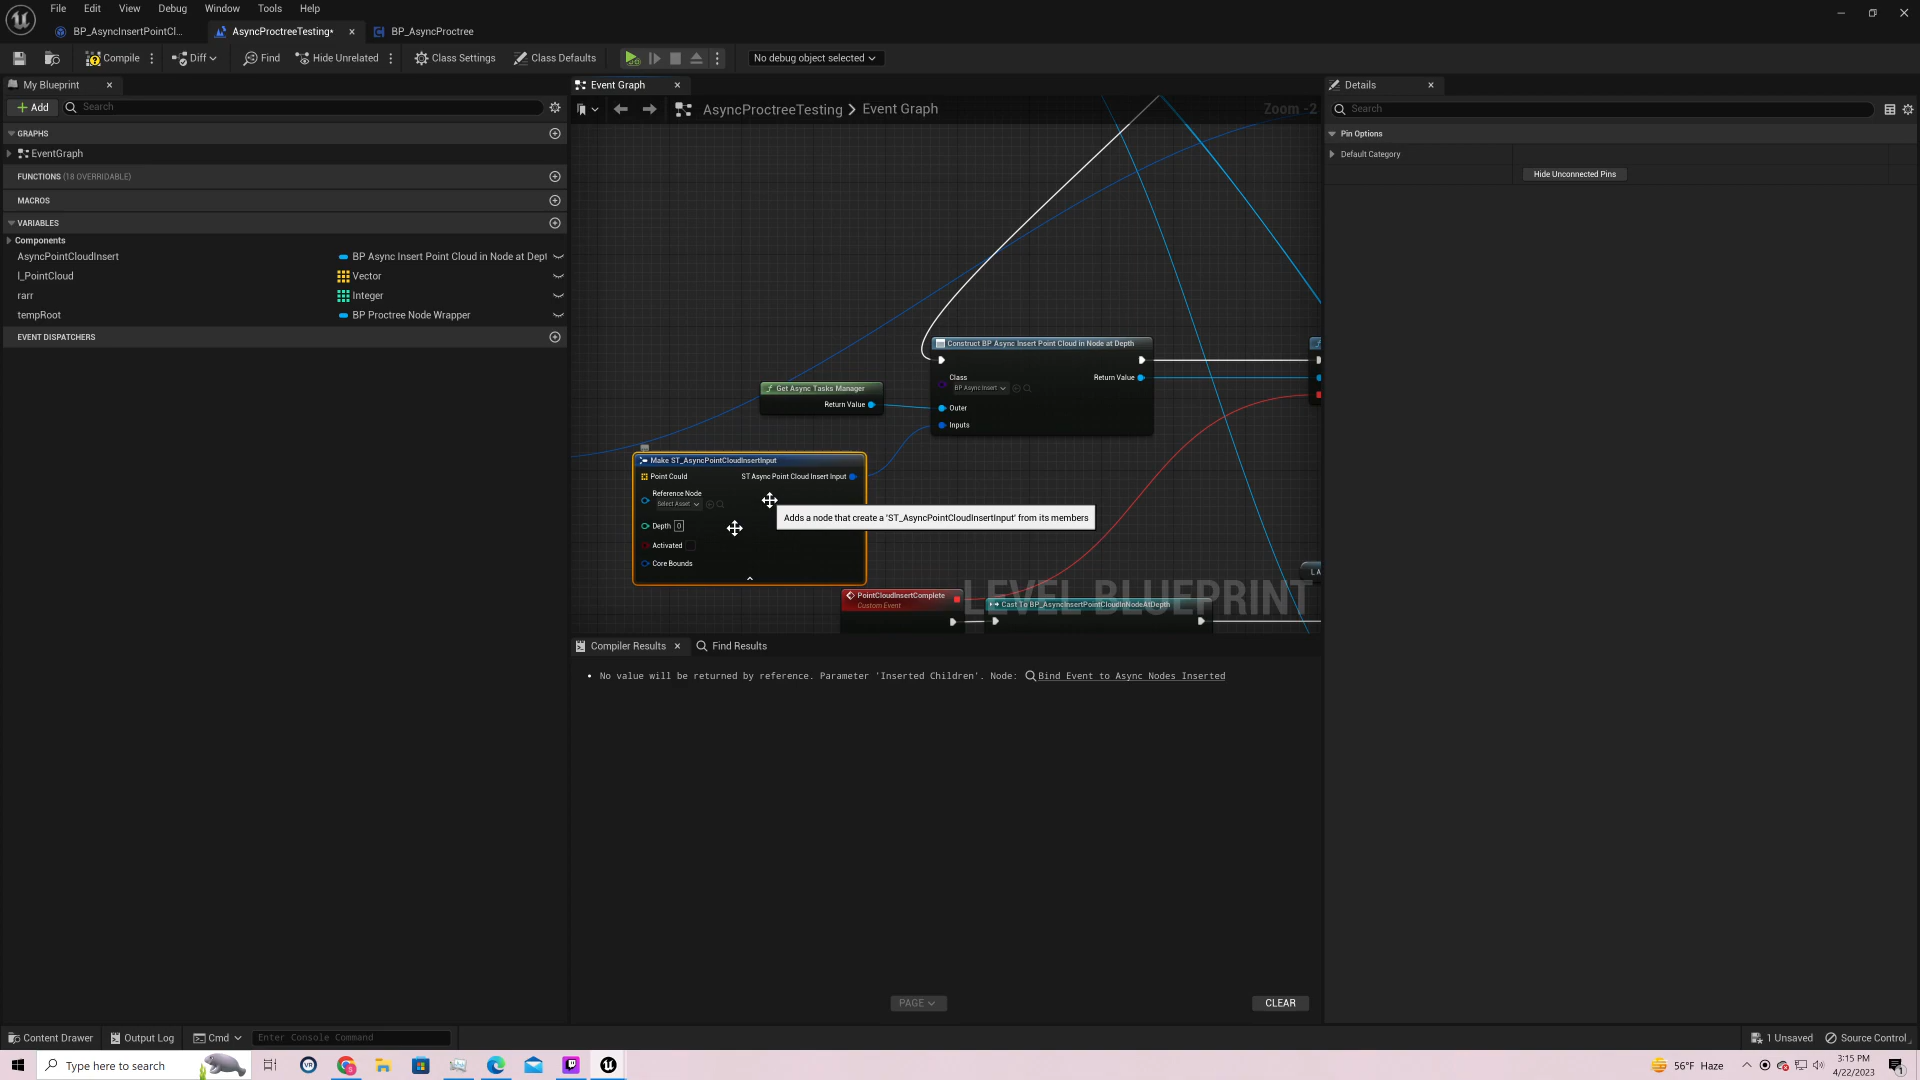 File Edit View Debug Window Tools Help
BP_AsyncInsertPointCl...
AsyncProctreeTesting*
BP_AsyncProctree
Compile
Diff
Find
Hide Unrelated
Class Settings
Class Defaults
No debug object selected
My Blueprint
Add
Search
GRAPHS
EventGraph
FUNCTIONS (18 OVERRIDABLE)
MACROS
VARIABLES
Components
AsyncPointCloudInsert
BP Async Insert Point Cloud in Node at Dept
l_PointCloud
Vector
rarr
Integer
tempRoot
BP Proctree Node Wrapper
EVENT DISPATCHERS
Event Graph
AsyncProctreeTesting > Event Graph
Zoom -2
Construct BP Async Insert Point Cloud in Node at Depth
Class
BP Async Insert
Return Value
Outer
Inputs
Get Async Tasks Manager
Return Value
Make ST_AsyncPointCloudInsertInput
Point Could
ST Async Point Cloud Insert Input
Reference Node
Select Asset
Depth 0
Activated
Core Bounds
Adds a node that create a 'ST_AsyncPointCloudInsertInput' from its members
PointCloudInsertComplete
Custom Event
Cast To BP_AsyncInsertPointCloudInNodeAtDepth
LEVEL BLUEPRINT
Compiler Results
Find Results
• No value will be returned by reference. Parameter 'Inserted Children'. Node: Bind Event to Async Nodes Inserted
PAGE
CLEAR
Details
Search
Pin Options
Default Category
Hide Unconnected Pins
Content Drawer
Output Log
Cmd
Enter Console Command
1 Unsaved
Source Control
Type here to search
56°F Haze
3:15 PM
4/22/2023